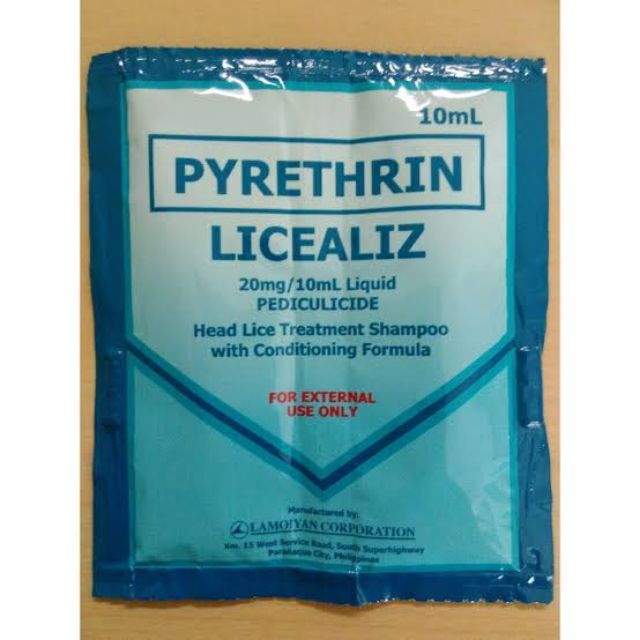 10mL
PYRETHRIN
LICEALIZ
20mg/10mL Liquid
PEDICULICIDE
Head Lice Treatment Shampoo
with Conditioning Formula
FOR EXTERNAL
USE ONLY
Manufactured by:
LAMOIYAN CORPORATION
Km. 15 West Service Road, South Superhighway
Parañaque City, Philippines